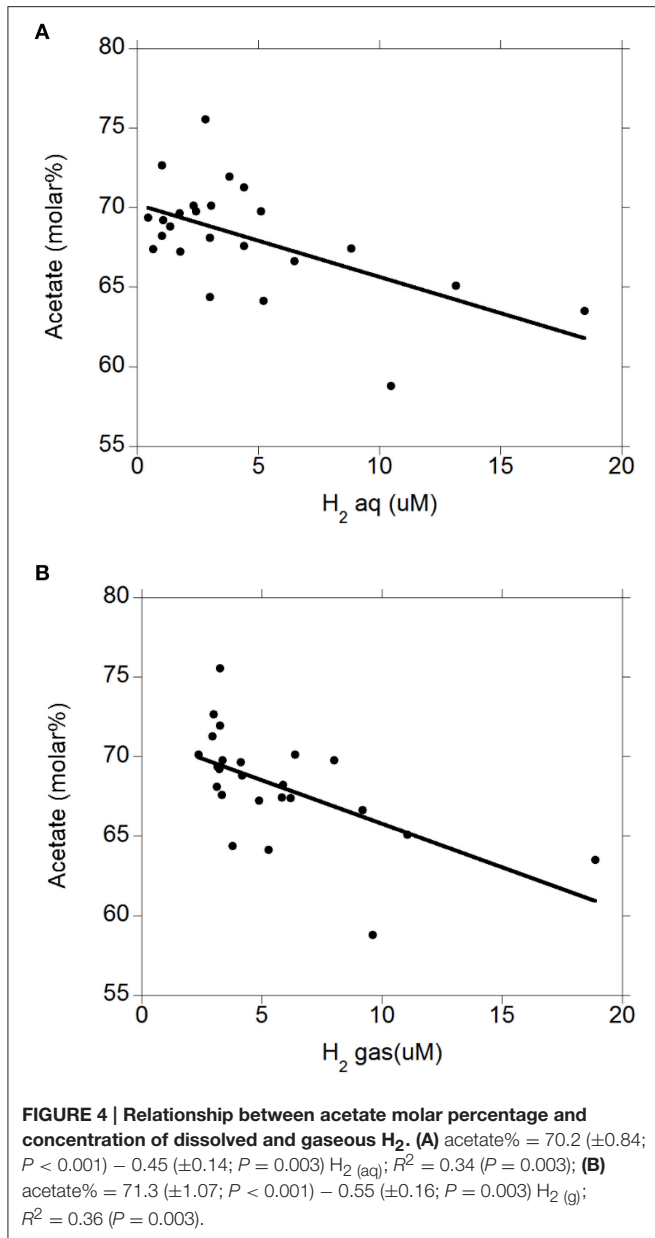 A
80
75
70
65
60
55
Acetate (molar%)
0 5 10 15 20
H2 aq (uM)
B
80
75
70
65
60
55
Acetate (molar%)
0 5 10 15 20
H2 gas(uM)
FIGURE 4 | Relationship between acetate molar percentage and
concentration of dissolved and gaseous H2. (A) acetate% = 70.2 (±0.84;
P < 0.001) − 0.45 (±0.14; P = 0.003) H2 (aq); R² = 0.34 (P = 0.003); (B)
acetate% = 71.3 (±1.07; P < 0.001) − 0.55 (±0.16; P = 0.003) H2 (g);
R² = 0.36 (P = 0.003).